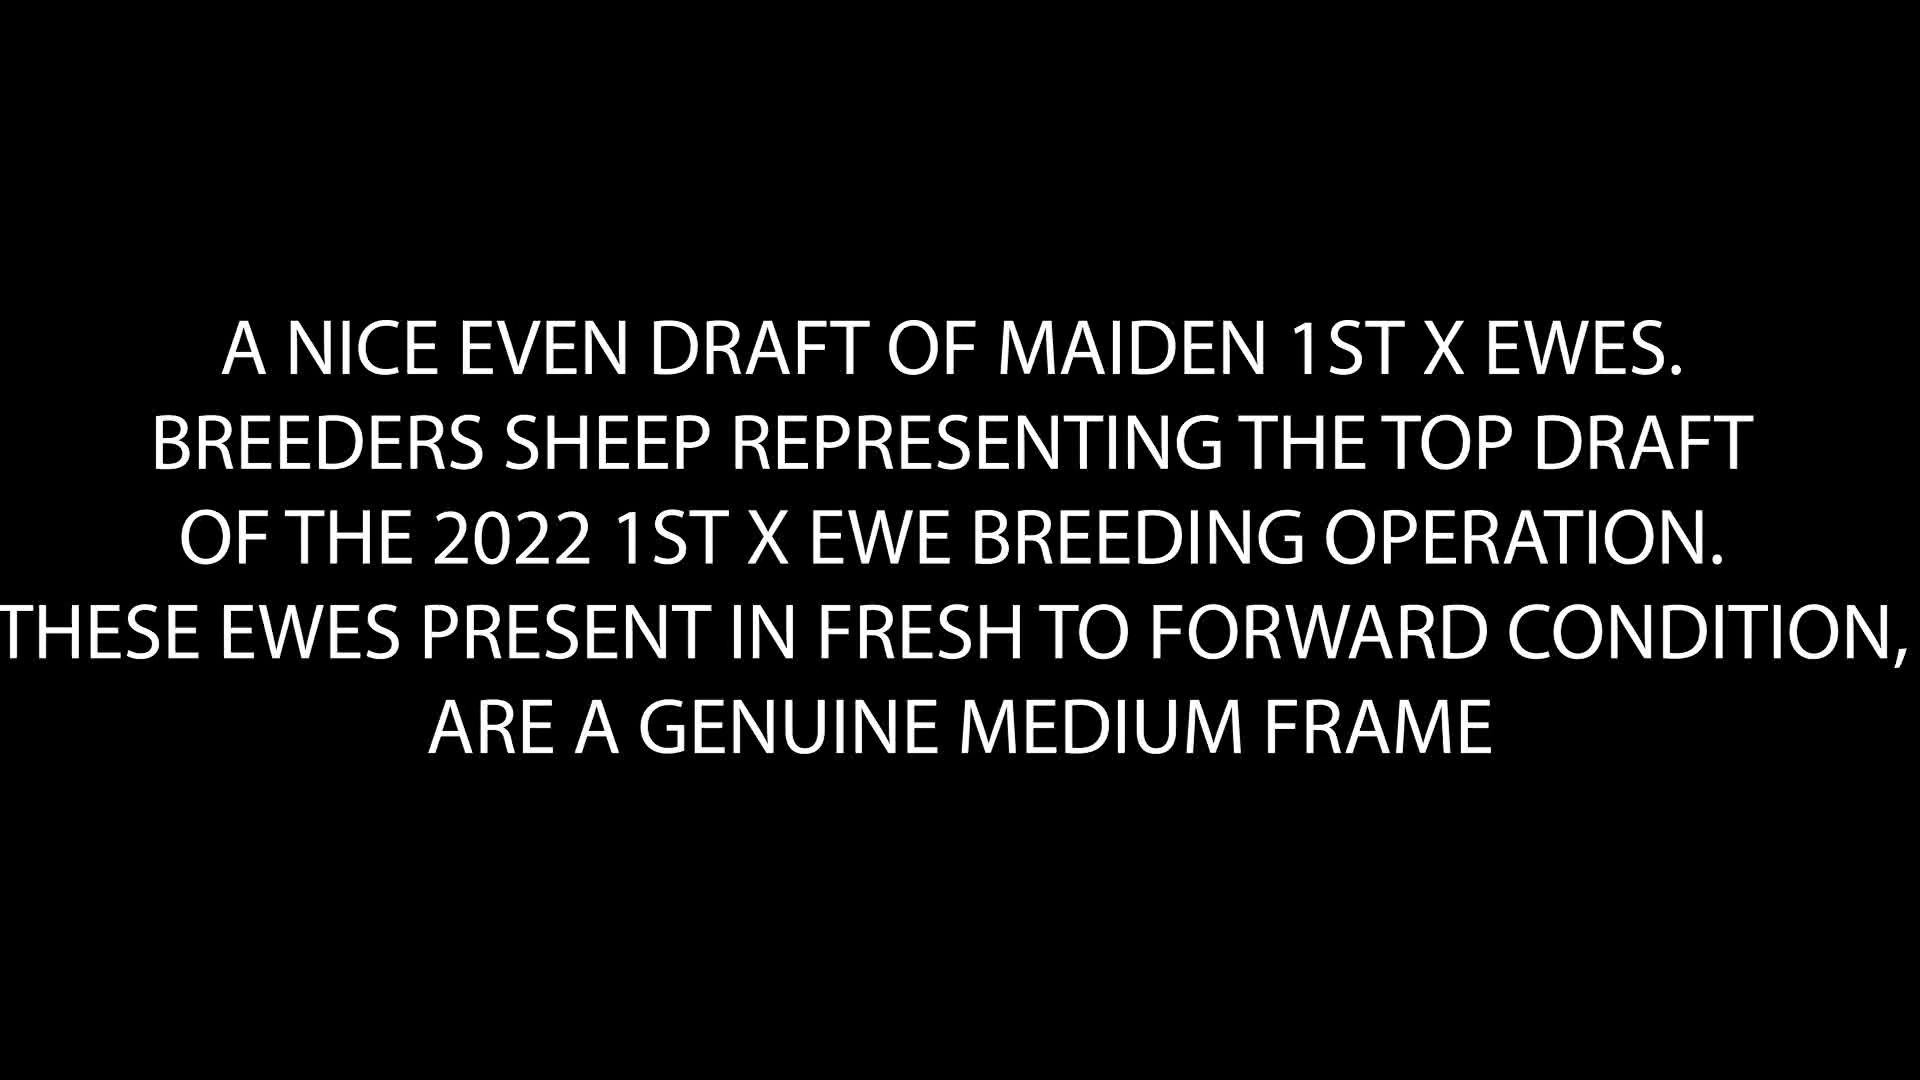 A NICE EVEN DRAFT OF MAIDEN 1ST X EWES.
BREEDERS SHEEP REPRESENTING THE TOP DRAFT
OF THE 2022 1ST X EWE BREEDING OPERATION.
THESE EWES PRESENT IN FRESH TO FORWARD CONDITION,
ARE A GENUINE MEDIUM FRAME